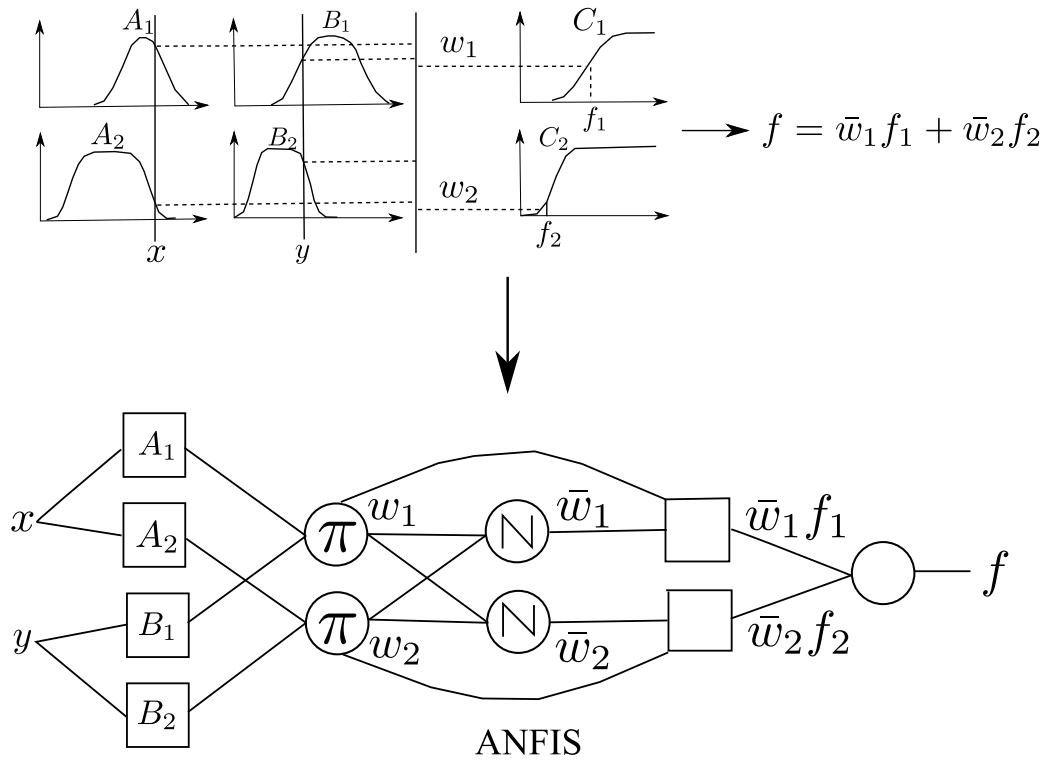 A₁ B₁ w₁ C₁
f₁
f = w̄₁f₁ + w̄₂f₂
A₂ B₂ w₂ C₂
x y f₂
A₁
x A₂
π w₁ N w̄₁ w̄₁f₁
f
y B₁
π w₂ N w̄₂ w̄₂f₂
B₂
ANFIS